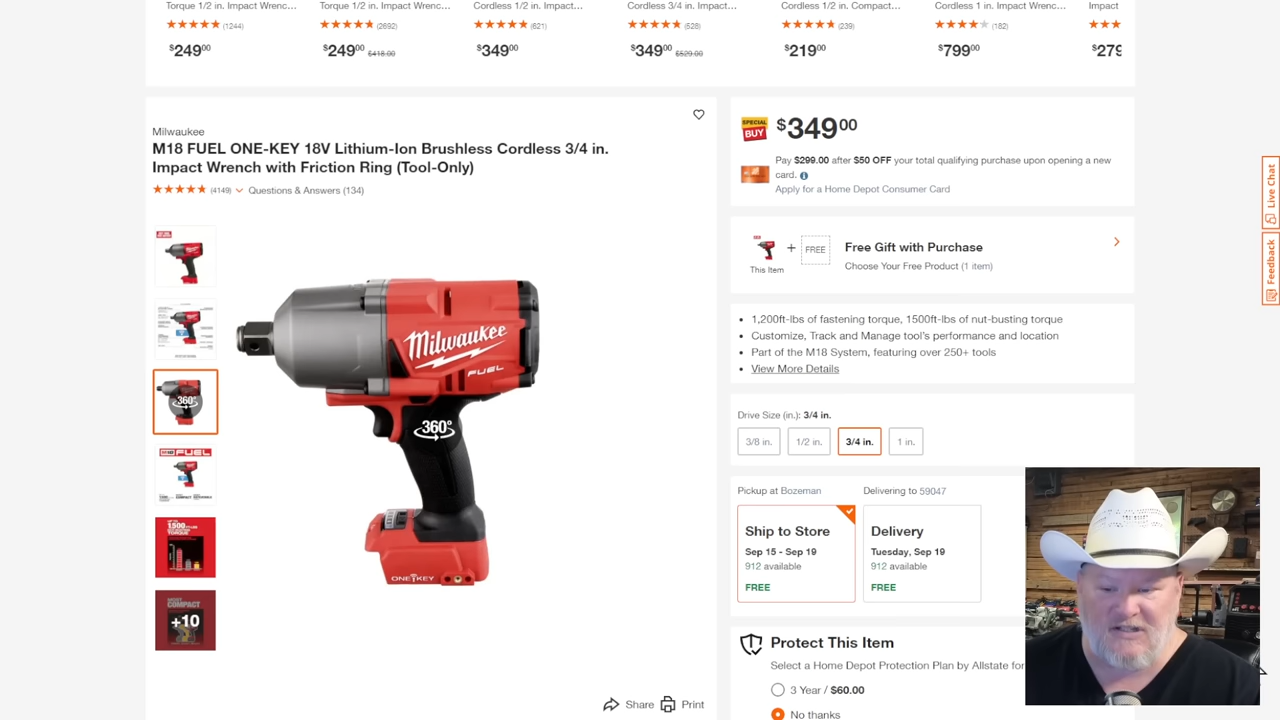 Torque 1/2 in. Impact Wrenc... Torque 1/2 in. Impact Wrenc... Cordless 1/2 in. Impact... Cordless 3/4 in. Impact... Cordless 1/2 in. Compact... Cordless 1 in. Impact Wrenc... Impact
(1244) (2692) (621) (528) (239) (182)
$249.00 $249.00 $418.00 $349.00 $349.00 $529.00 $219.00 $799.00 $279
Milwaukee
M18 FUEL ONE-KEY 18V Lithium-Ion Brushless Cordless 3/4 in.
Impact Wrench with Friction Ring (Tool-Only)
(4149) Questions & Answers (134)
360°
FUEL
1500
TORQUE
COMPACT
+10
Milwaukee
FUEL
360°
ONE KEY
Share Print
SPECIAL
BUY
$349.00
Pay $299.00 after $50 OFF your total qualifying purchase upon opening a new
card.
Apply for a Home Depot Consumer Card
+ FREE
This Item
Free Gift with Purchase
Choose Your Free Product (1 item)
• 1,200ft-lbs of fastening torque, 1500ft-lbs of nut-busting torque
• Customize, Track and Manage tool's performance and location
• Part of the M18 System, featuring over 250+ tools
• View More Details
Drive Size (in.): 3/4 in.
3/8 in. 1/2 in. 3/4 in. 1 in.
Pickup at Bozeman Delivering to 59047
Ship to Store Delivery
Sep 15 - Sep 19 Tuesday, Sep 19
912 available 912 available
FREE FREE
Protect This Item
Select a Home Depot Protection Plan by Allstate for
3 Year / $60.00
No thanks
Live Chat
Feedback